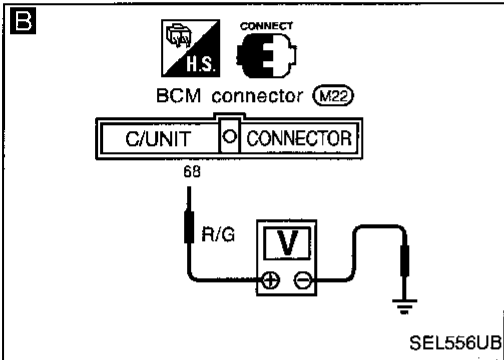 B
CONNECT
H.S.
BCM connector M22
C/UNIT CONNECTOR
68
R/G
V
⊕ ⊖
SEL556UB